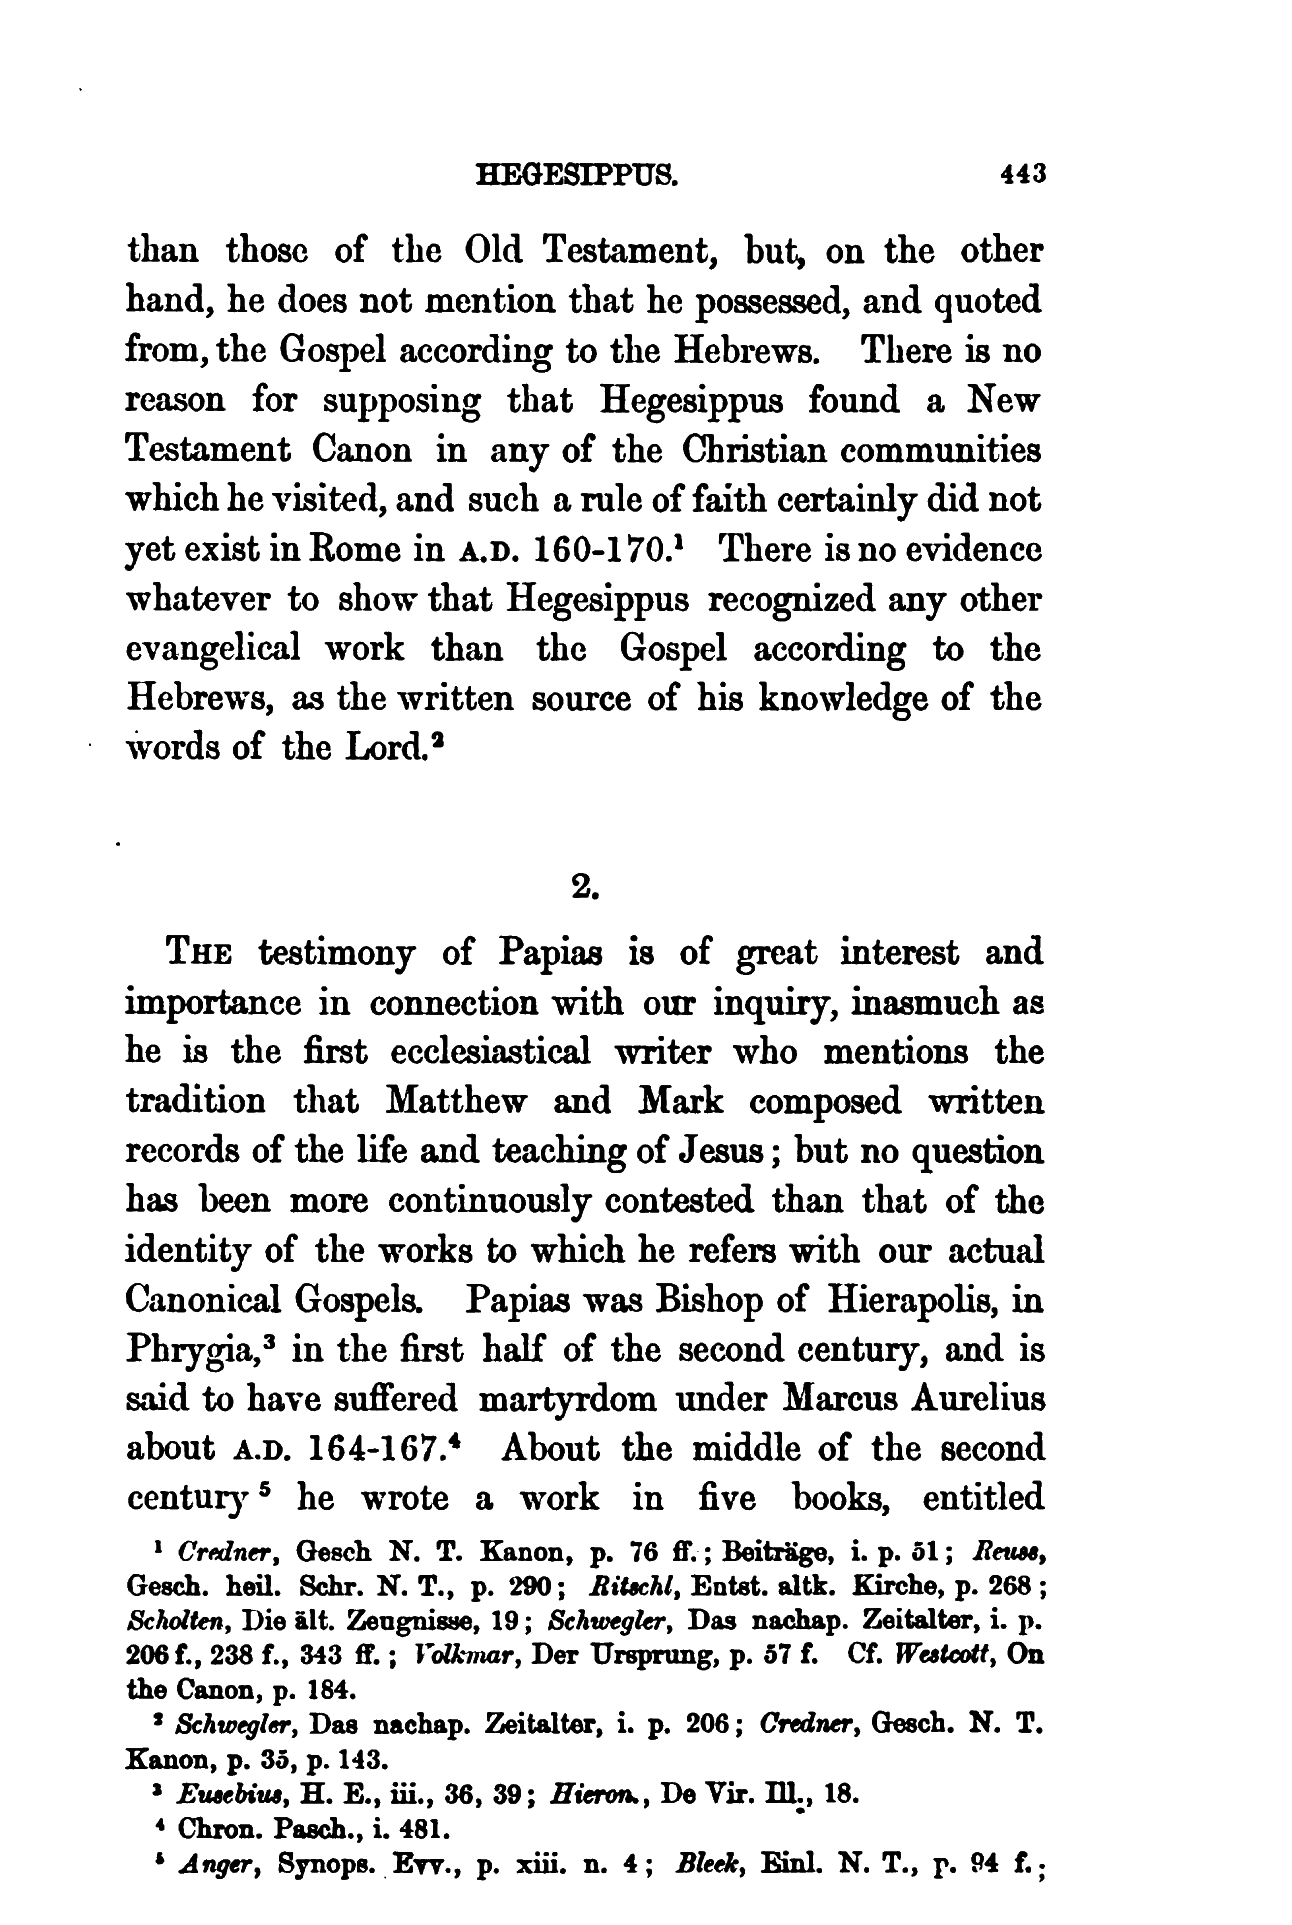 HEGESIPPUS. 443
than those of the Old Testament, but, on the other
hand, he does not mention that he possessed, and quoted
from, the Gospel according to the Hebrews. There is no
reason for supposing that Hegesippus found a New
Testament Canon in any of the Christian communities
which he visited, and such a rule of faith certainly did not
yet exist in Rome in A.D. 160-170.¹ There is no evidence
whatever to show that Hegesippus recognized any other
evangelical work than the Gospel according to the
Hebrews, as the written source of his knowledge of the
words of the Lord.²
2.
THE testimony of Papias is of great interest and
importance in connection with our inquiry, inasmuch as
he is the first ecclesiastical writer who mentions the
tradition that Matthew and Mark composed written
records of the life and teaching of Jesus; but no question
has been more continuously contested than that of the
identity of the works to which he refers with our actual
Canonical Gospels. Papias was Bishop of Hierapolis, in
Phrygia,³ in the first half of the second century, and is
said to have suffered martyrdom under Marcus Aurelius
about A.D. 164-167.⁴ About the middle of the second
century ⁵ he wrote a work in five books, entitled
¹ Credner, Gesch N. T. Kanon, p. 76 ff.; Beiträge, i. p. 51; Reuss,
Gesch. heil. Schr. N. T., p. 290; Ritschl, Entst. altk. Kirche, p. 268;
Scholten, Die ält. Zeugnisse, 19; Schwegler, Das nachap. Zeitalter, i. p.
206 f., 238 f., 343 ff.; Volkmar, Der Ursprung, p. 57 f. Cf. Westcott, On
the Canon, p. 184.
² Schwegler, Das nachap. Zeitalter, i. p. 206; Credner, Gesch. N. T.
Kanon, p. 35, p. 143.
³ Eusebius, H. E., iii., 36, 39; Hieron., De Vir. Ill., 18.
⁴ Chron. Pasch., i. 481.
⁵ Anger, Synops. Evv., p. xiii. n. 4; Bleek, Einl. N. T., p. 94 f.;